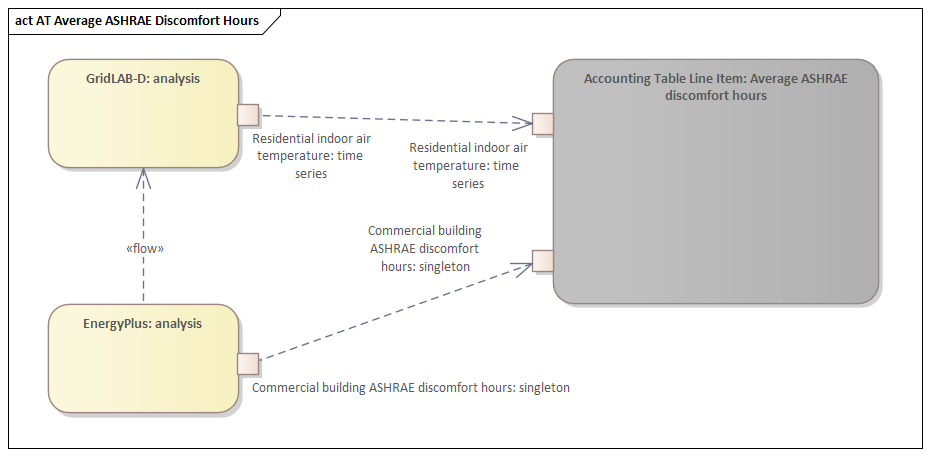 act AT Average ASHRAE Discomfort Hours
GridLAB-D: analysis
Accounting Table Line Item: Average ASHRAE
discomfort hours
Residential indoor air
temperature: time
series
Residential indoor air
temperature: time
series
Commercial building
ASHRAE discomfort
hours: singleton
«flow»
EnergyPlus: analysis
Commercial building ASHRAE discomfort hours: singleton